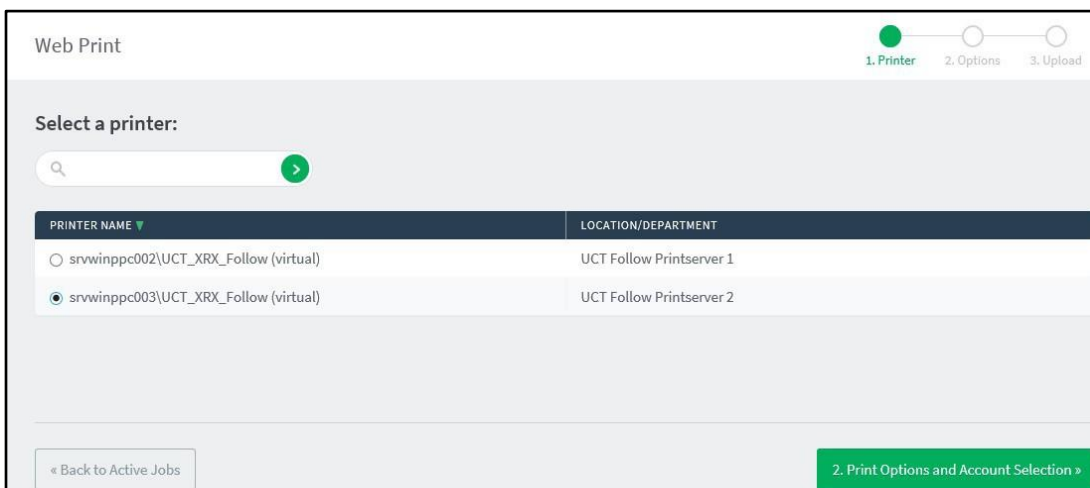 Web Print
1. Printer 2. Options 3. Upload
Select a printer:
PRINTER NAME LOCATION/DEPARTMENT
srvwinppc002\UCT_XRX_Follow (virtual) UCT Follow Printserver 1
srvwinppc003\UCT_XRX_Follow (virtual) UCT Follow Printserver 2
« Back to Active Jobs 2. Print Options and Account Selection »